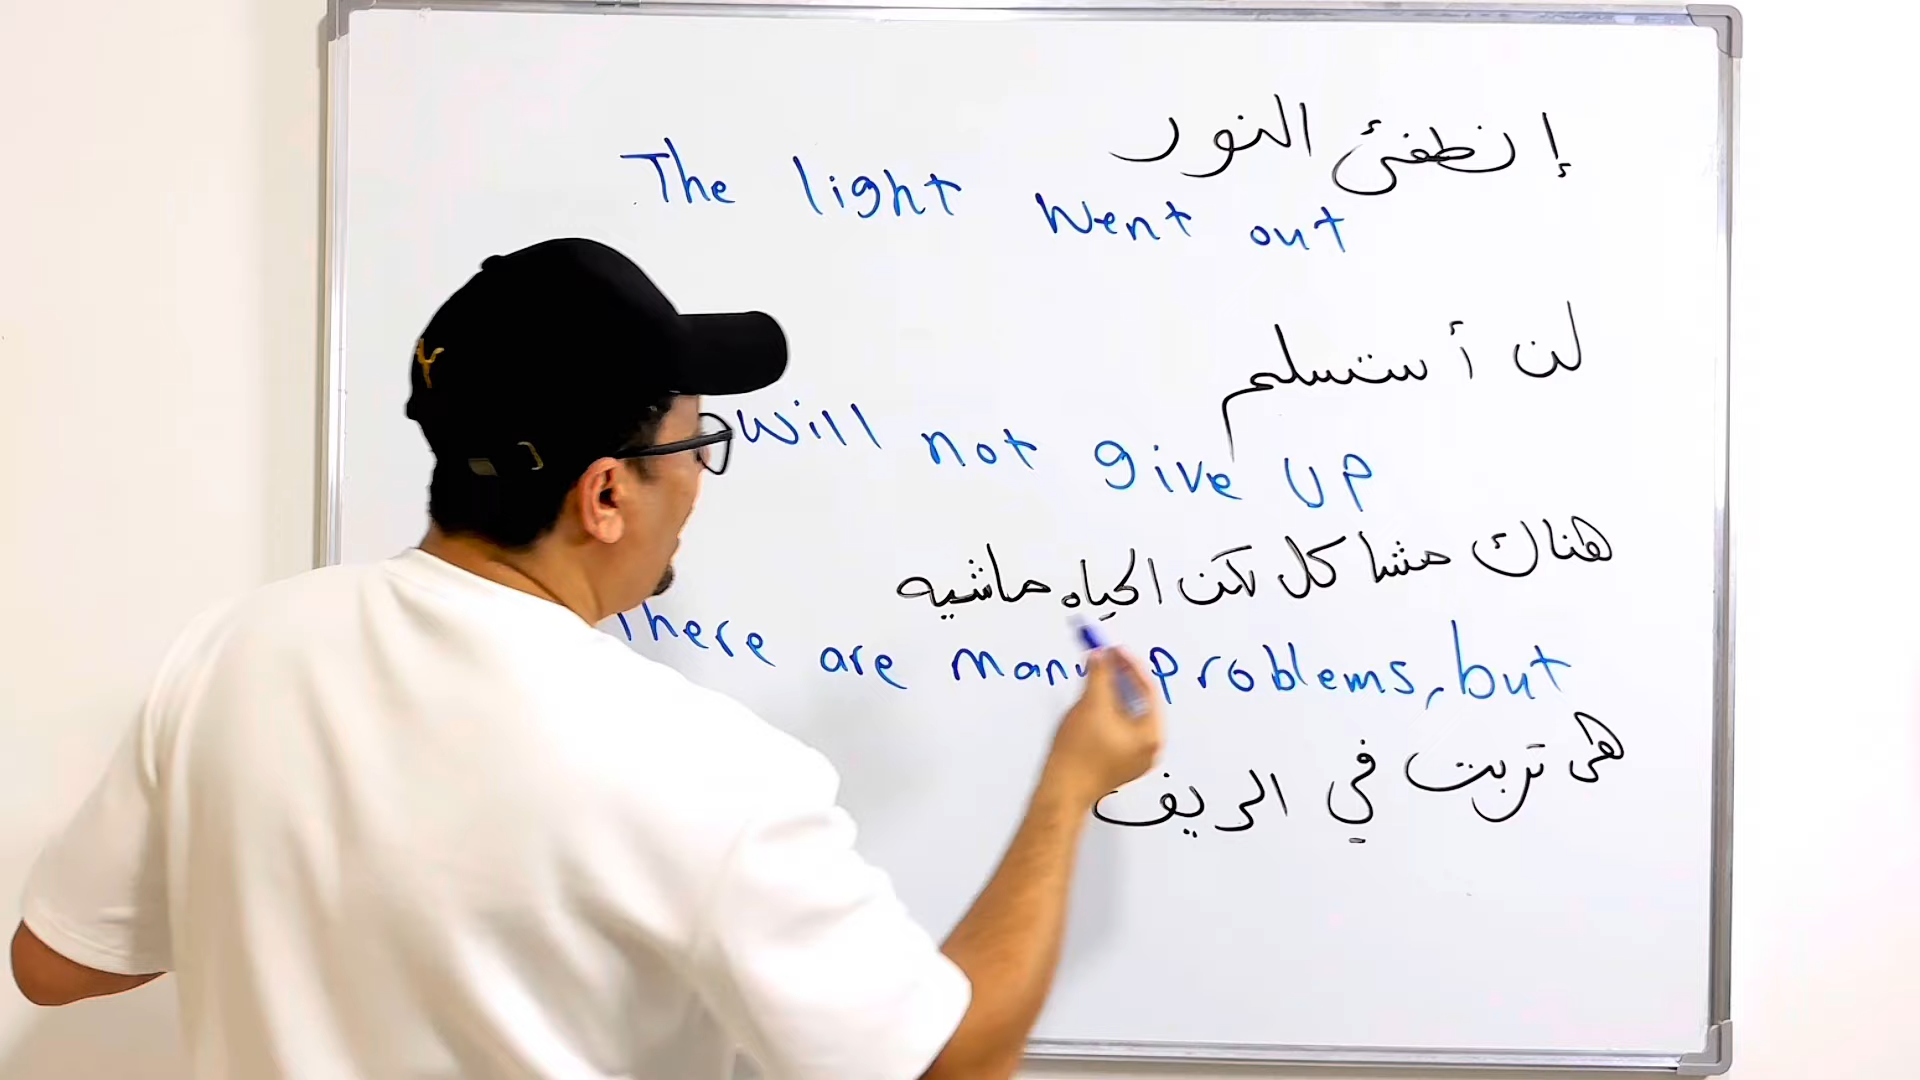 إنطفئ النور
The light went out
لن أستسلم
will not give up
هناك مشاكل لكن الحياه ماشيه
There are many problems, but
هى تربت في الريف